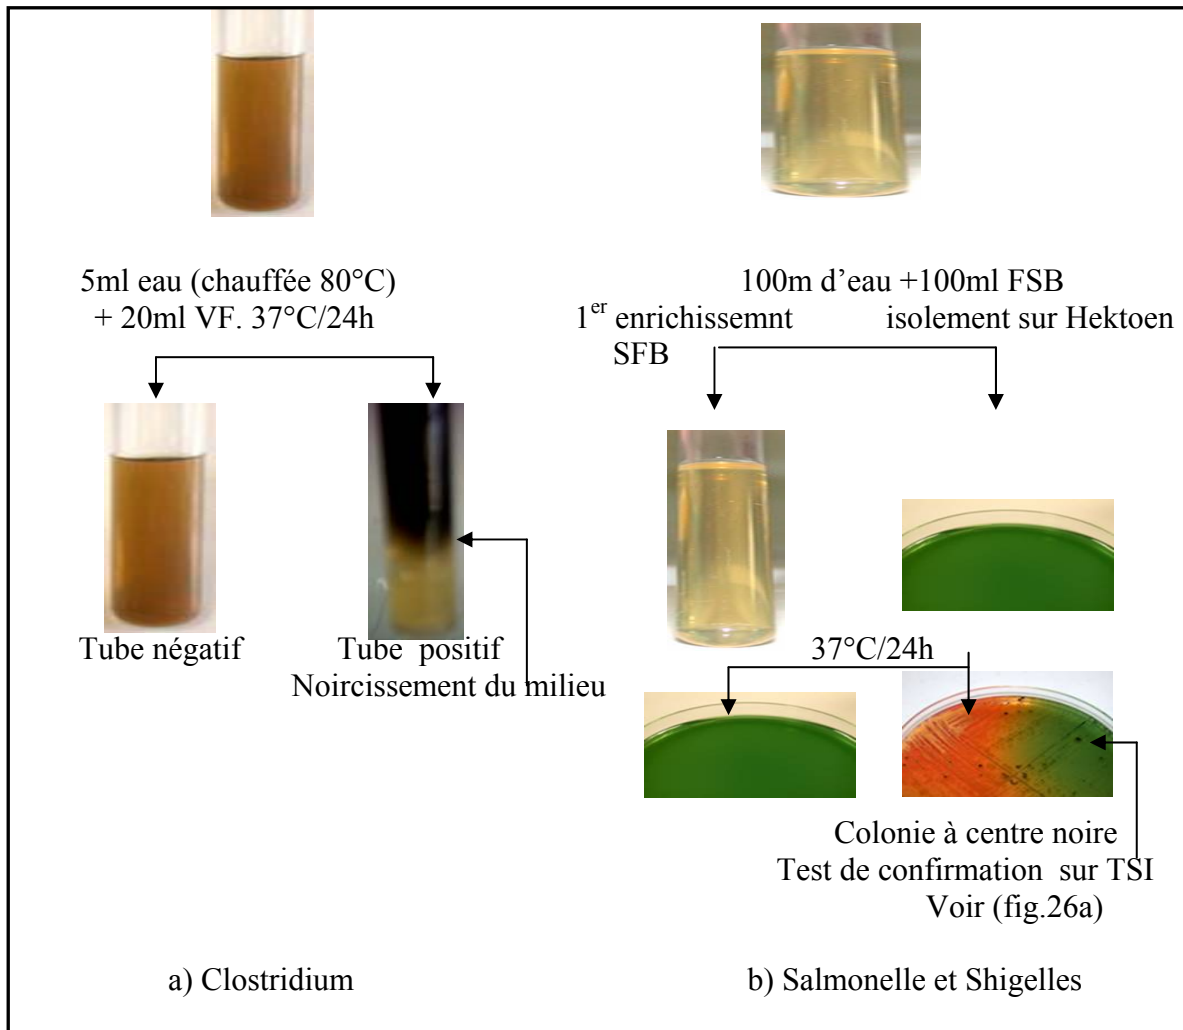 5ml eau (chauffée 80°C)
+ 20ml VF. 37°C/24h
Tube négatif
Tube positif
Noircissement du milieu
a) Clostridium
100m d’eau +100ml FSB
1er enrichissemnt
SFB
isolement sur Hektoen
37°C/24h
Colonie à centre noire
Test de confirmation sur TSI
Voir (fig.26a)
b) Salmonelle et Shigelles